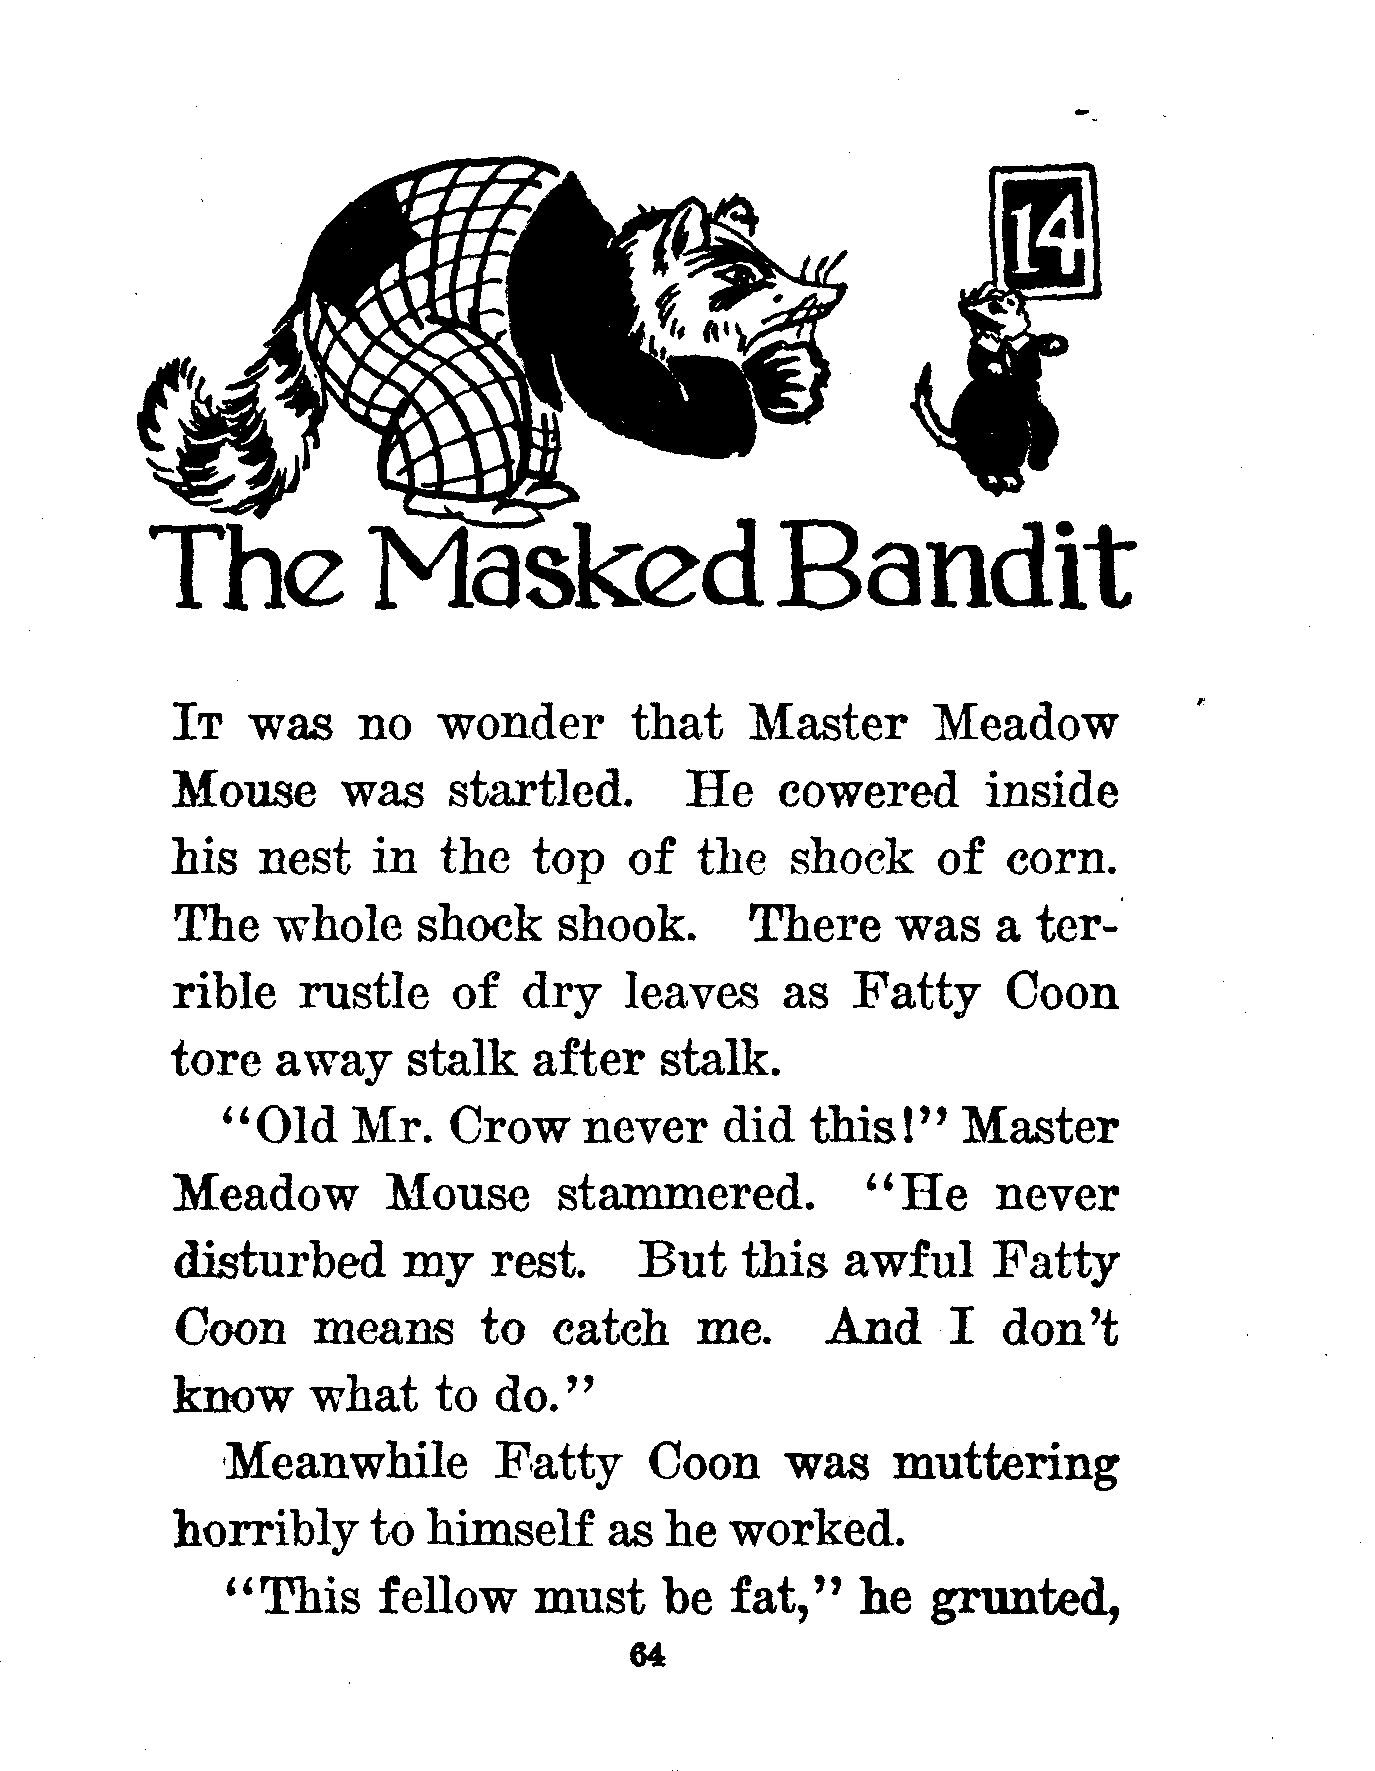 14
The Masked Bandit
IT was no wonder that Master Meadow
Mouse was startled. He cowered inside
his nest in the top of the shock of corn.
The whole shock shook. There was a ter-
rible rustle of dry leaves as Fatty Coon
tore away stalk after stalk.
"Old Mr. Crow never did this!" Master
Meadow Mouse stammered. "He never
disturbed my rest. But this awful Fatty
Coon means to catch me. And I don't
know what to do."
Meanwhile Fatty Coon was muttering
horribly to himself as he worked.
"This fellow must be fat," he grunted,
64